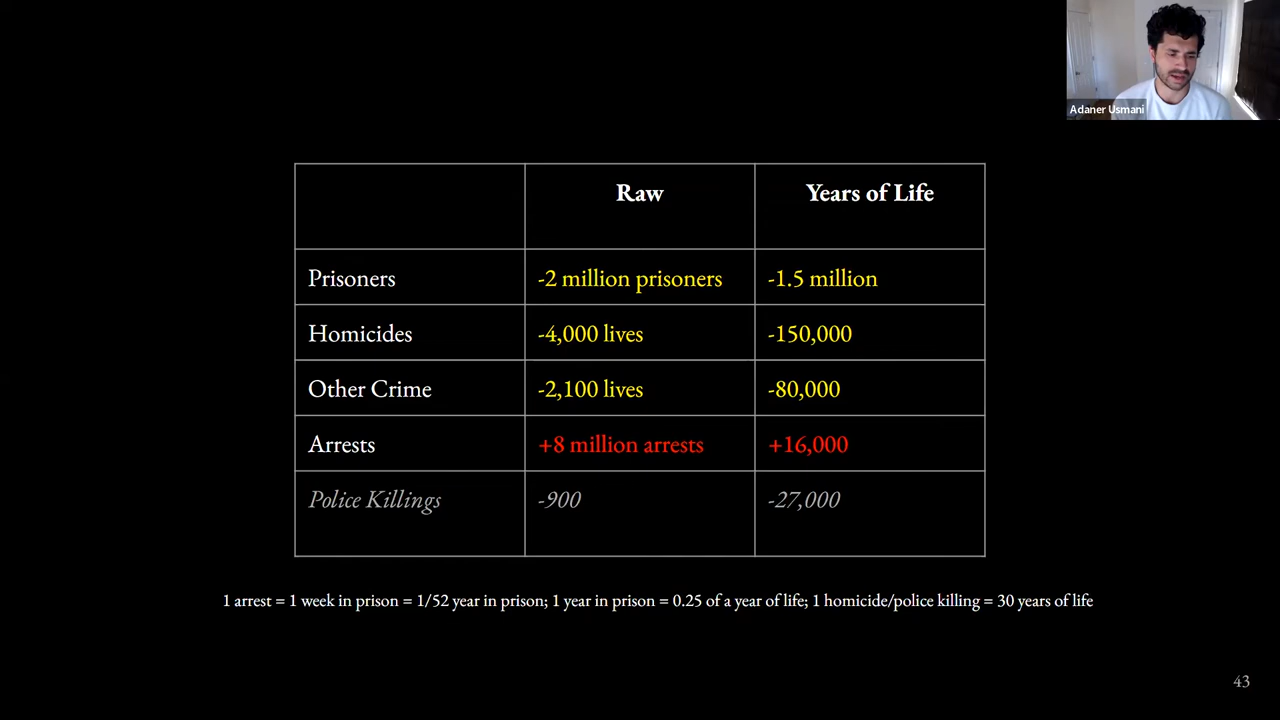 Adaner Usmani
Raw Years of Life
Prisoners -2 million prisoners -1.5 million
Homicides -4,000 lives -150,000
Other Crime -2,100 lives -80,000
Arrests +8 million arrests +16,000
Police Killings -900 -27,000
1 arrest = 1 week in prison = 1/52 year in prison; 1 year in prison = 0.25 of a year of life; 1 homicide/police killing = 30 years of life
43